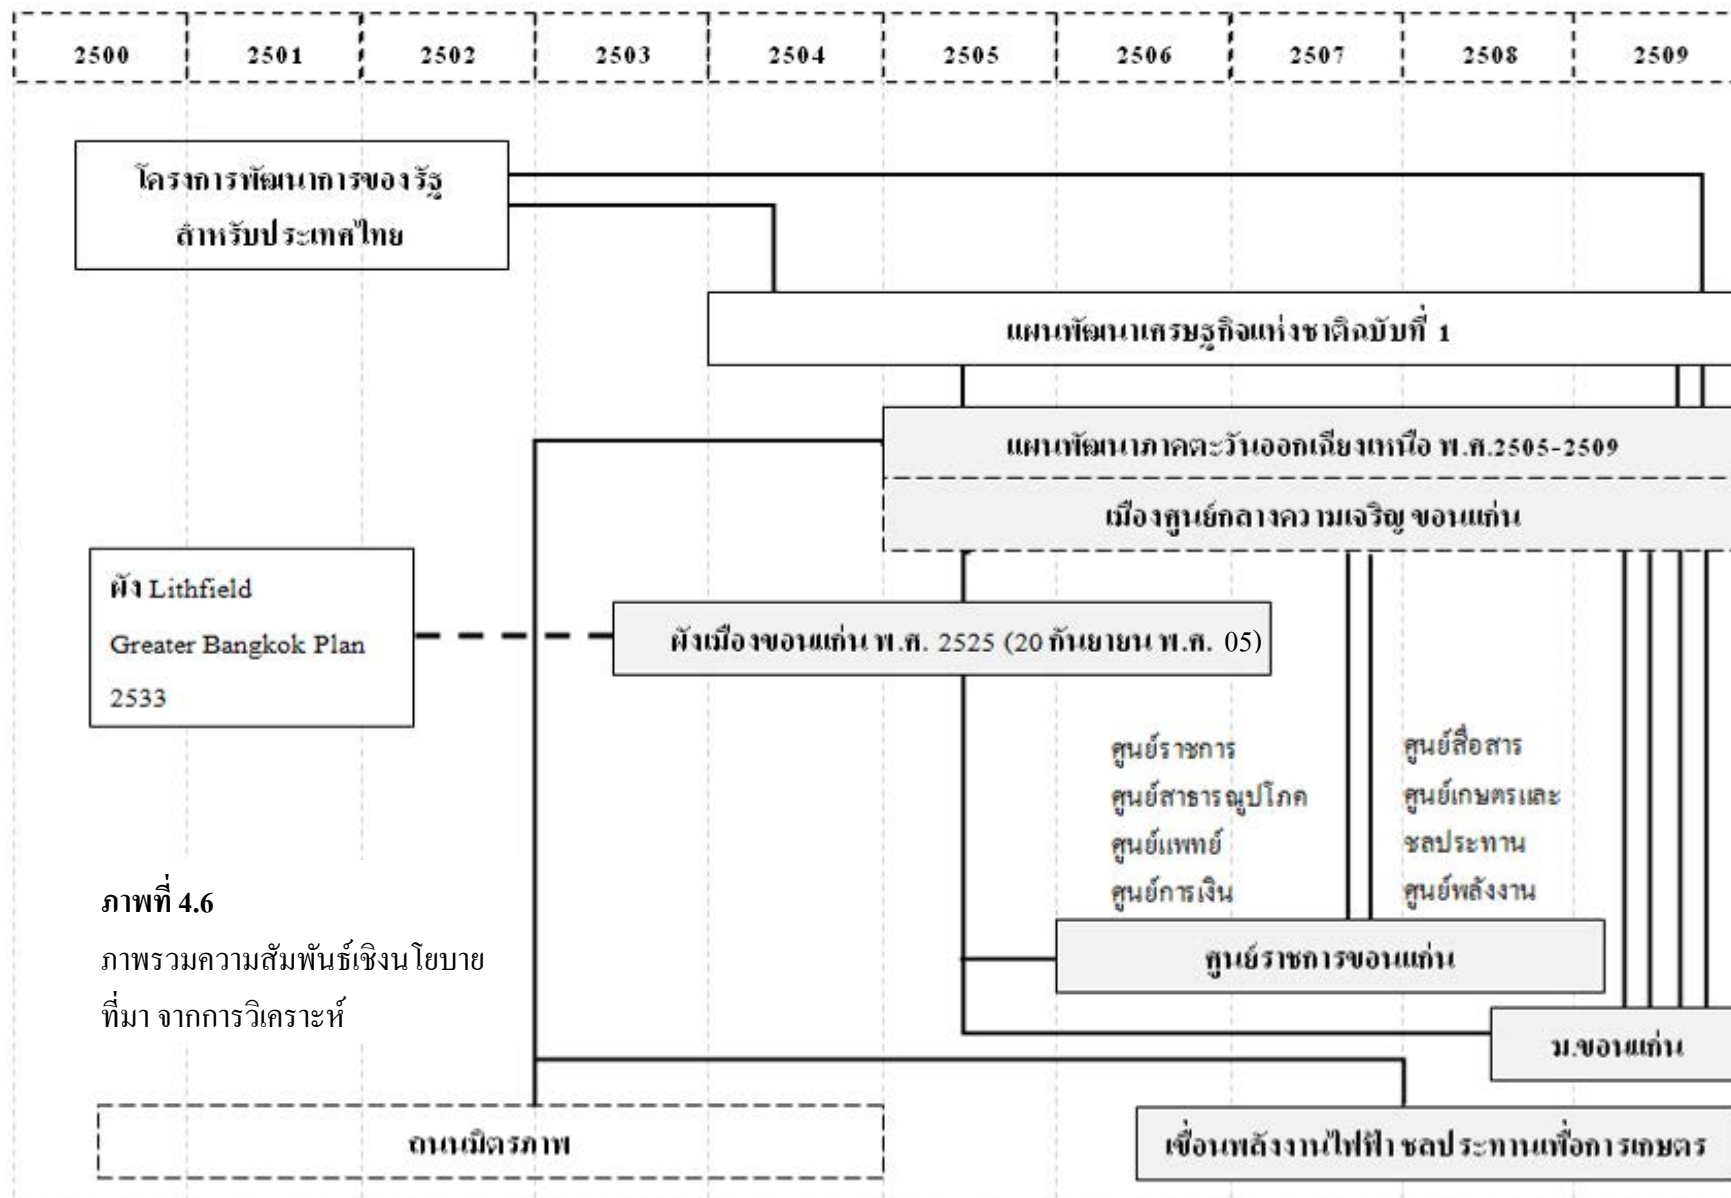 2500 2501 2502 2503 2504 2505 2506 2507 2508 2509
โครงการพัฒนาการของรัฐ
สำหรับประเทศไทย
แผนพัฒนาเศรษฐกิจแห่งชาติฉบับที่ 1
แผนพัฒนาภาคตะวันออกเฉียงเหนือ พ.ศ.2505-2509
เมืองศูนย์กลางความเจริญ ขอนแก่น
ผัง Lithfield
Greater Bangkok Plan
2533
ผังเมืองขอนแก่น พ.ศ. 2525 (20 กันยายน พ.ศ. 05)
ศูนย์ราชการ
ศูนย์สาธารณูปโภค
ศูนย์แพทย์
ศูนย์การเงิน
ศูนย์สื่อสาร
ศูนย์เกษตรและ
ชลประทาน
ศูนย์พลังงาน
ศูนย์ราชการขอนแก่น
ภาพที่ 4.6
ภาพรวมความสัมพันธ์เชิงนโยบาย
ที่มา จากการวิเคราะห์
ม.ขอนแก่น
ถนนมิตรภาพ
เขื่อนพลังงานไฟฟ้า ชลประทานเพื่อการเกษตร